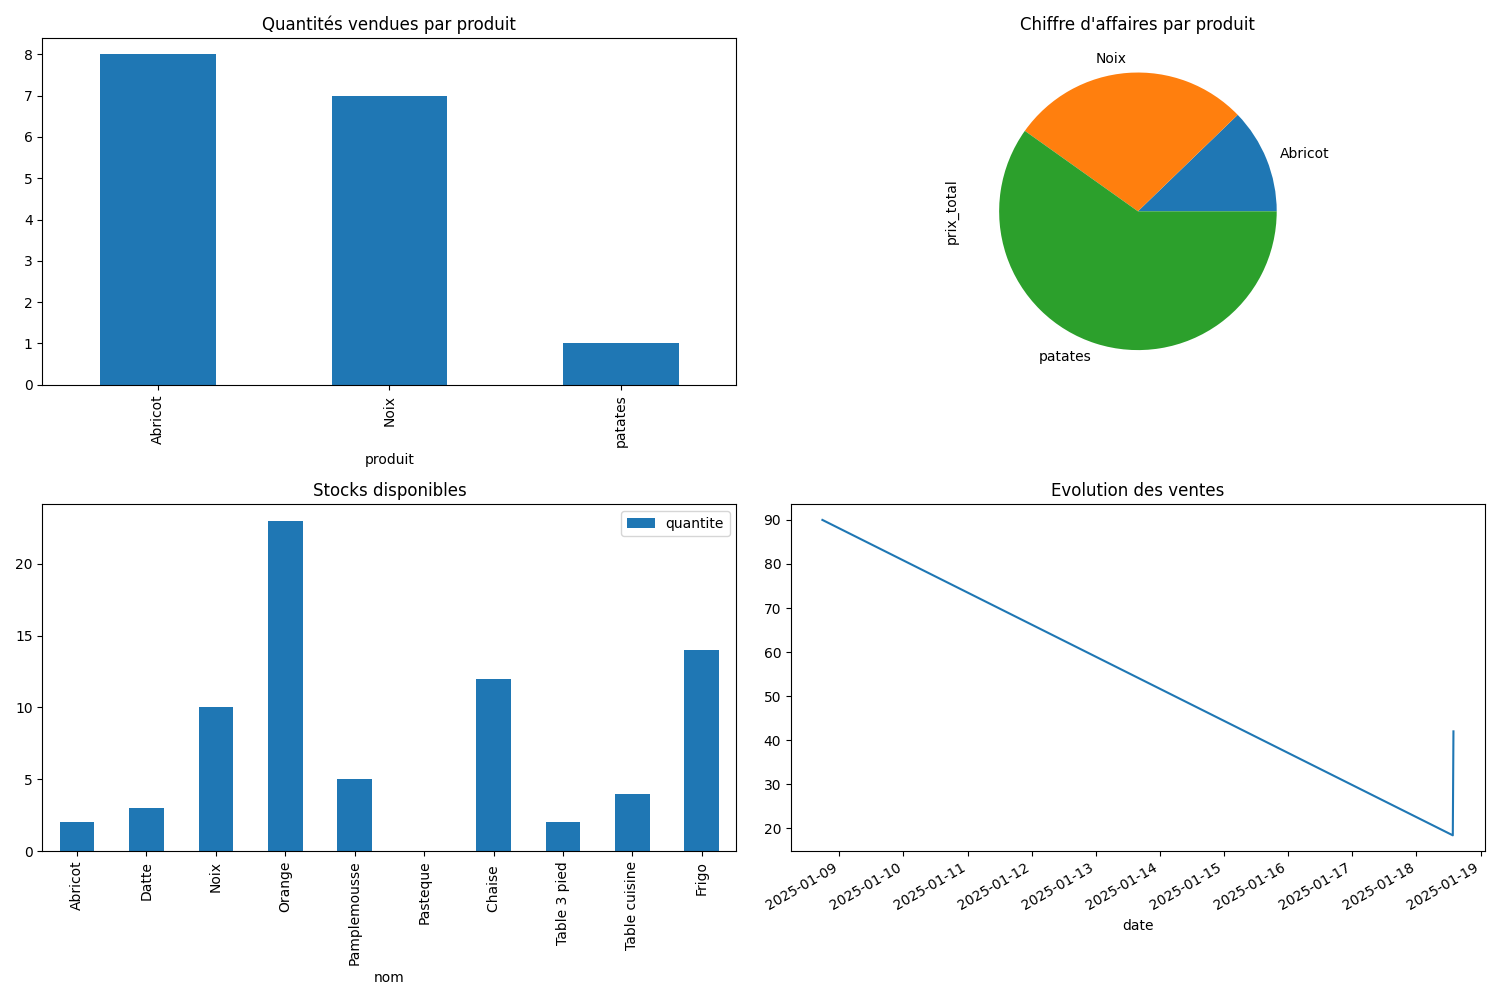 Quantités vendues par produit
8
7
6
5
4
3
2
1
0
Abricot
Noix
patates
produit
Chiffre d'affaires par produit
Noix
Abricot
prix_total
patates
Stocks disponibles
quantite
20
15
10
5
0
Abricot
Datte
Noix
Orange
Pamplemousse
Pasteque
Chaise
Table 3 pied
Table cuisine
Frigo
nom
Evolution des ventes
90
80
70
60
50
40
30
20
2025-01-09
2025-01-10
2025-01-11
2025-01-12
2025-01-13
2025-01-14
2025-01-15
2025-01-16
2025-01-17
2025-01-18
2025-01-19
date